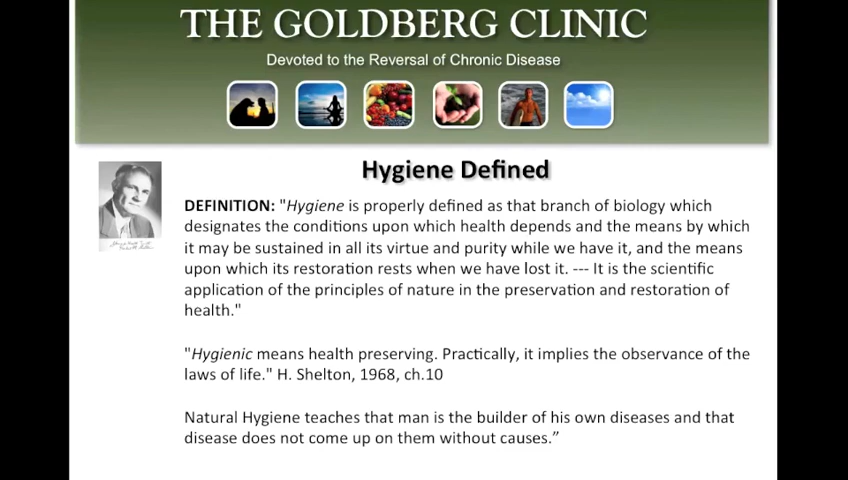 THE GOLDBERG CLINIC
Devoted to the Reversal of Chronic Disease
Hygiene Defined
DEFINITION: "Hygiene is properly defined as that branch of biology which
designates the conditions upon which health depends and the means by which
it may be sustained in all its virtue and purity while we have it, and the means
upon which its restoration rests when we have lost it. --- It is the scientific
application of the principles of nature in the preservation and restoration of
health."
"Hygienic means health preserving. Practically, it implies the observance of the
laws of life." H. Shelton, 1968, ch.10
Natural Hygiene teaches that man is the builder of his own diseases and that
disease does not come up on them without causes.”